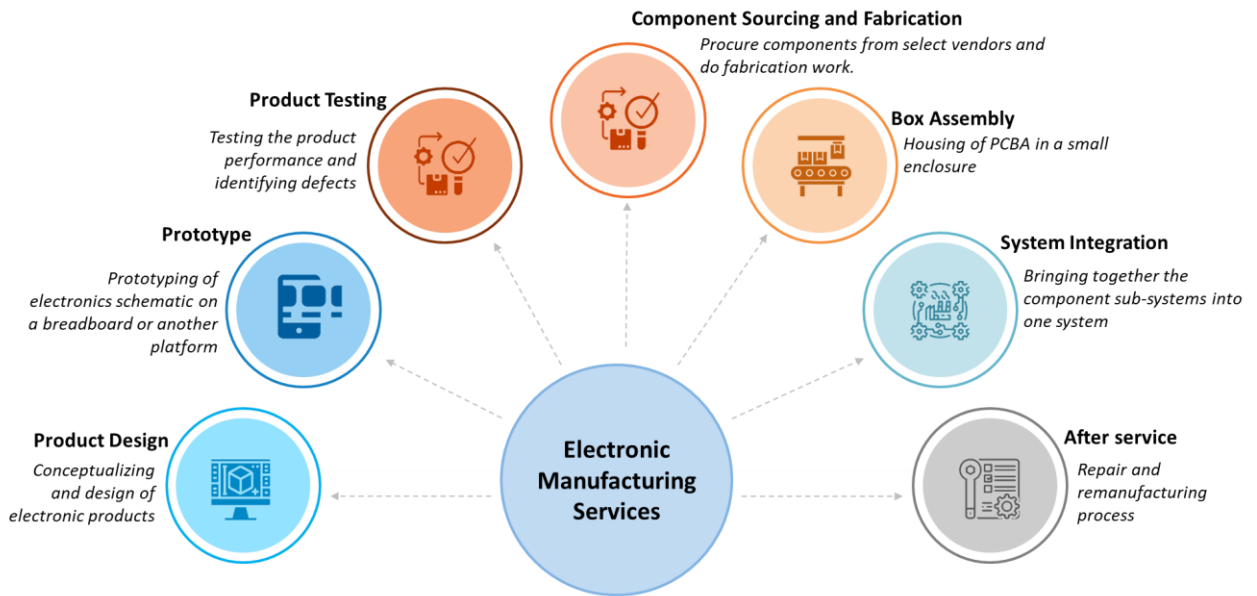 Component Sourcing and Fabrication
Procure components from select vendors and
do fabrication work.
Product Testing
Testing the product
performance and
identifying defects
Box Assembly
Housing of PCBA in a small
enclosure
Prototype
Prototyping of
electronics schematic on
a breadboard or another
platform
System Integration
Bringing together the
component sub-systems into
one system
Product Design
Conceptualizing
and design of
electronic products
Electronic
Manufacturing
Services
After service
Repair and
remanufacturing
process